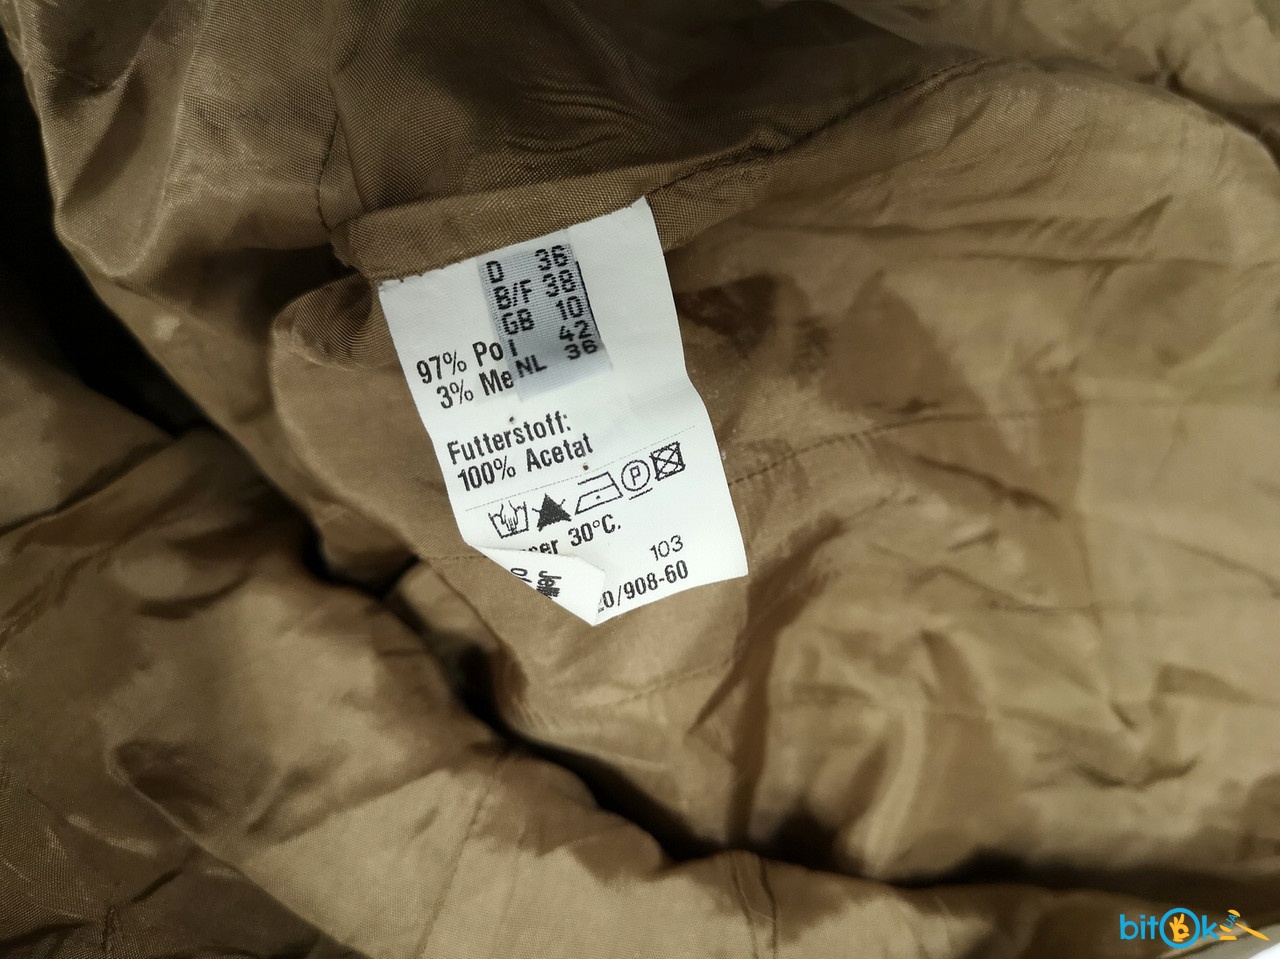 D 36
B/F 38
GB 10
I 42
NL 36
97% Po
3% Me
Futterstoff:
100% Acetat
P
30°C.
103
0/908-60
bitOk
UA